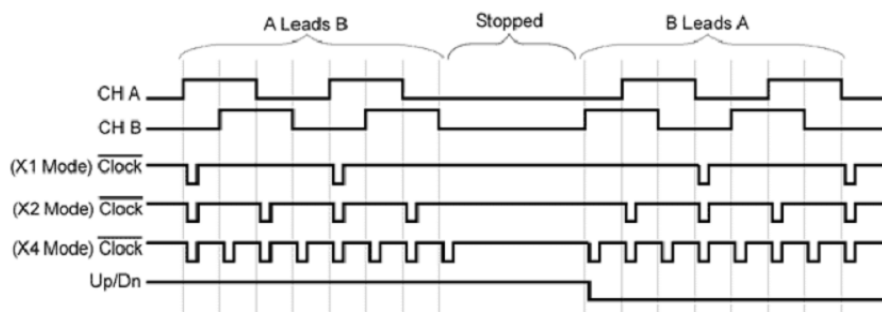 A Leads B Stopped B Leads A
CH A
CH B
(X1 Mode) Clock
(X2 Mode) Clock
(X4 Mode) Clock
Up/Dn